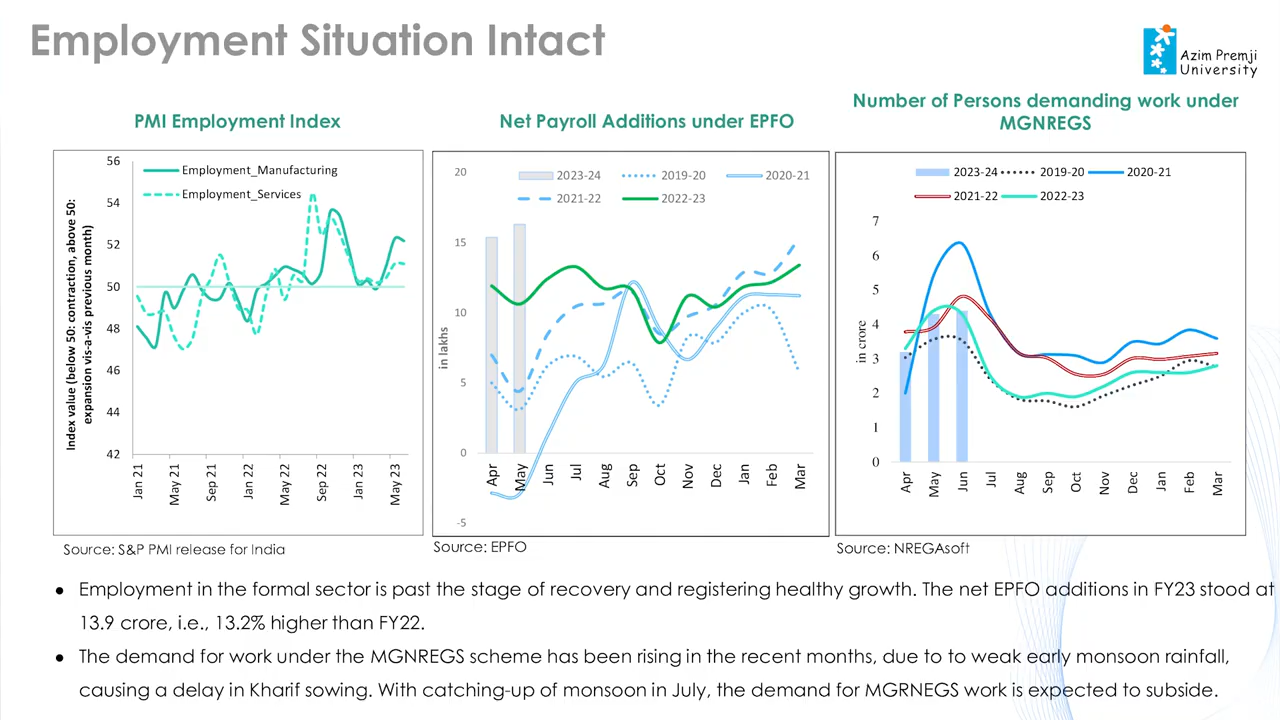 Employment Situation Intact
Azim Premji
University
PMI Employment Index
Net Payroll Additions under EPFO
Number of Persons demanding work under
MGNREGS
Index value (below 50: contraction, above 50:
expansion vis-a-vis previous month)
56
54
52
50
48
46
44
42
Employment_Manufacturing
Employment_Services
Jan 21
May 21
Sep 21
Jan 22
May 22
Sep 22
Jan 23
May 23
Source: S&P PMI release for India
in lakhs
20
15
10
5
0
-5
2023-24
2019-20
2020-21
2021-22
2022-23
Apr
May
Jun
Jul
Aug
Sep
Oct
Nov
Dec
Jan
Feb
Mar
Source: EPFO
in crore
7
6
5
4
3
2
1
0
2023-24
2019-20
2020-21
2021-22
2022-23
Apr
May
Jun
Jul
Aug
Sep
Oct
Nov
Dec
Jan
Feb
Mar
Source: NREGAsoft
● Employment in the formal sector is past the stage of recovery and registering healthy growth. The net EPFO additions in FY23 stood at
13.9 crore, i.e., 13.2% higher than FY22.
● The demand for work under the MGNREGS scheme has been rising in the recent months, due to to weak early monsoon rainfall,
causing a delay in Kharif sowing. With catching-up of monsoon in July, the demand for MGRNEGS work is expected to subside.